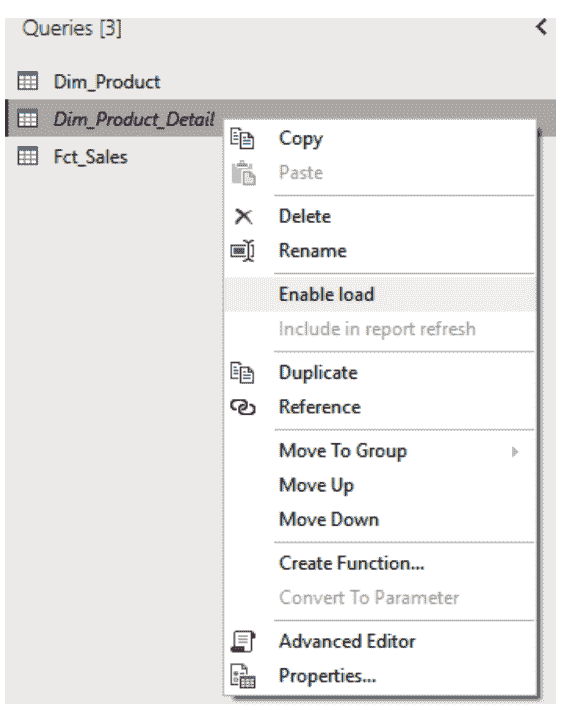 Queries [3]
Dim_Product
Dim_Product_Detail
Fct_Sales
Copy
Paste
Delete
Rename
Enable load
Include in report refresh
Duplicate
Reference
Move To Group
Move Up
Move Down
Create Function...
Convert To Parameter
Advanced Editor
Properties...